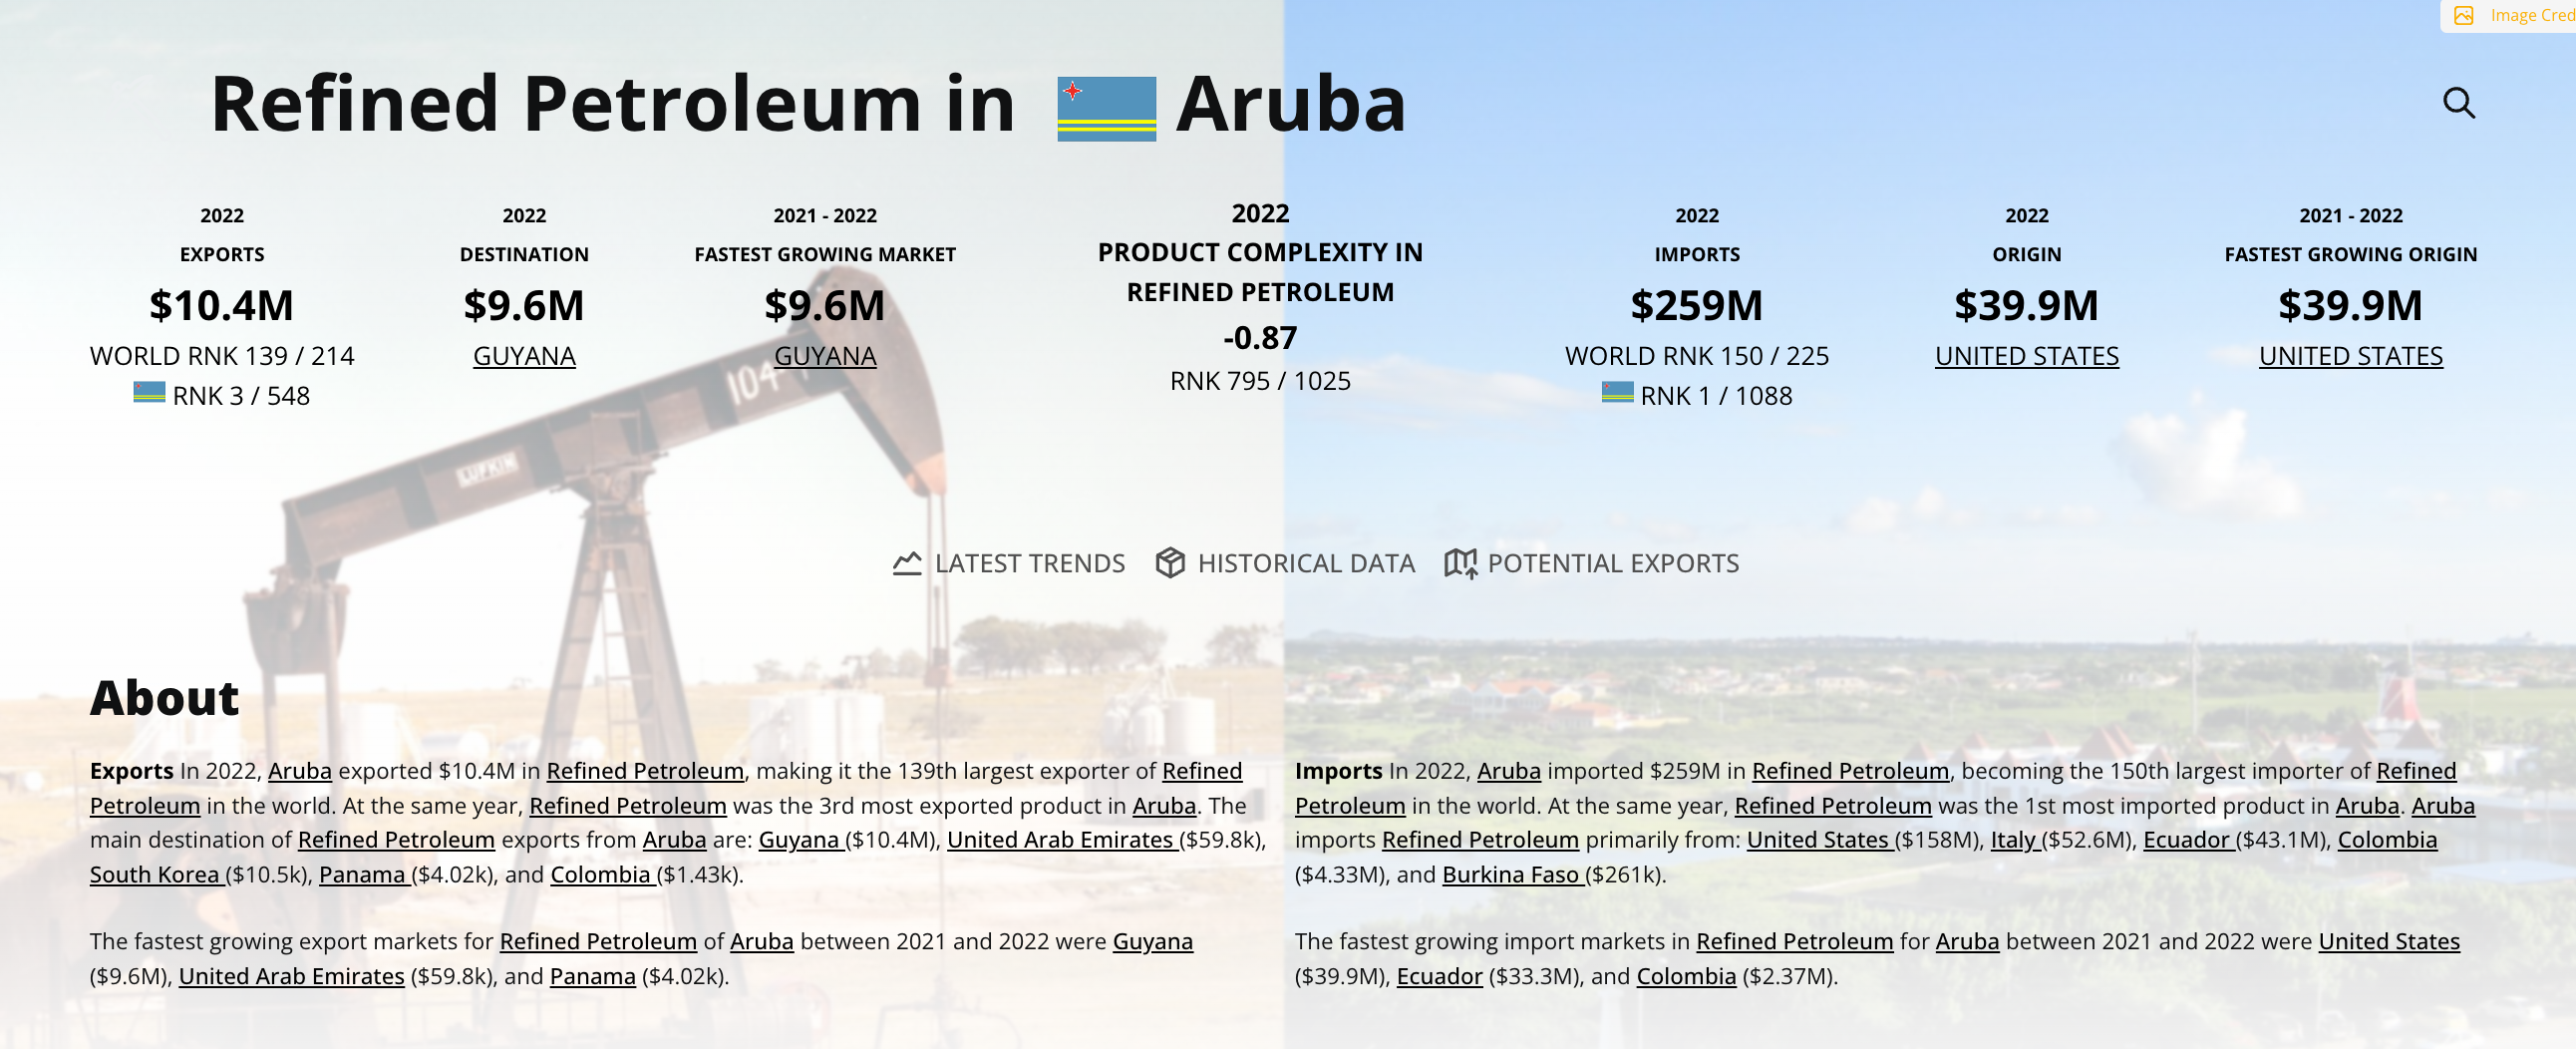 Image Cred
Refined Petroleum in Aruba
2022
EXPORTS
$10.4M
WORLD RNK 139 / 214
RNK 3 / 548
2022
DESTINATION
$9.6M
GUYANA
2021 - 2022
FASTEST GROWING MARKET
$9.6M
GUYANA
2022
PRODUCT COMPLEXITY IN
REFINED PETROLEUM
-0.87
RNK 795 / 1025
2022
IMPORTS
$259M
WORLD RNK 150 / 225
RNK 1 / 1088
2022
ORIGIN
$39.9M
UNITED STATES
2021 - 2022
FASTEST GROWING ORIGIN
$39.9M
UNITED STATES
LUFKIN
LATEST TRENDS
HISTORICAL DATA
POTENTIAL EXPORTS
About
Exports In 2022, Aruba exported $10.4M in Refined Petroleum, making it the 139th largest exporter of Refined
Petroleum in the world. At the same year, Refined Petroleum was the 3rd most exported product in Aruba. The
main destination of Refined Petroleum exports from Aruba are: Guyana ($10.4M), United Arab Emirates ($59.8k),
South Korea ($10.5k), Panama ($4.02k), and Colombia ($1.43k).
The fastest growing export markets for Refined Petroleum of Aruba between 2021 and 2022 were Guyana
($9.6M), United Arab Emirates ($59.8k), and Panama ($4.02k).
Imports In 2022, Aruba imported $259M in Refined Petroleum, becoming the 150th largest importer of Refined
Petroleum in the world. At the same year, Refined Petroleum was the 1st most imported product in Aruba. Aruba
imports Refined Petroleum primarily from: United States ($158M), Italy ($52.6M), Ecuador ($43.1M), Colombia
($4.33M), and Burkina Faso ($261k).
The fastest growing import markets in Refined Petroleum for Aruba between 2021 and 2022 were United States
($39.9M), Ecuador ($33.3M), and Colombia ($2.37M).